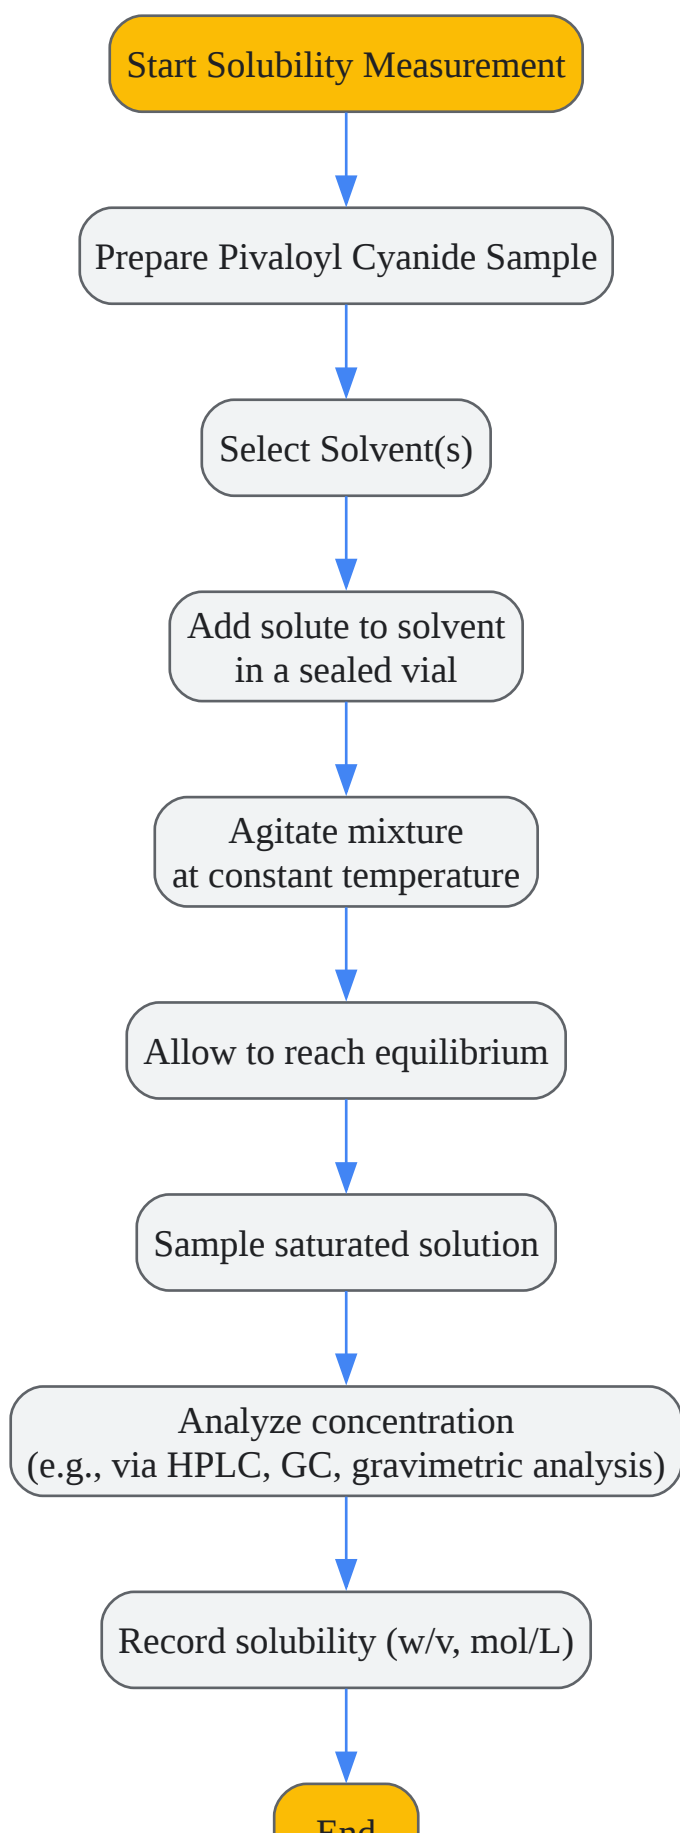 Start Solubility Measurement
Prepare Pivaloyl Cyanide Sample
Select Solvent(s)
Add solute to solvent
in a sealed vial
Agitate mixture
at constant temperature
Allow to reach equilibrium
Sample saturated solution
Analyze concentration
(e.g., via HPLC, GC, gravimetric analysis)
Record solubility (w/v, mol/L)
End